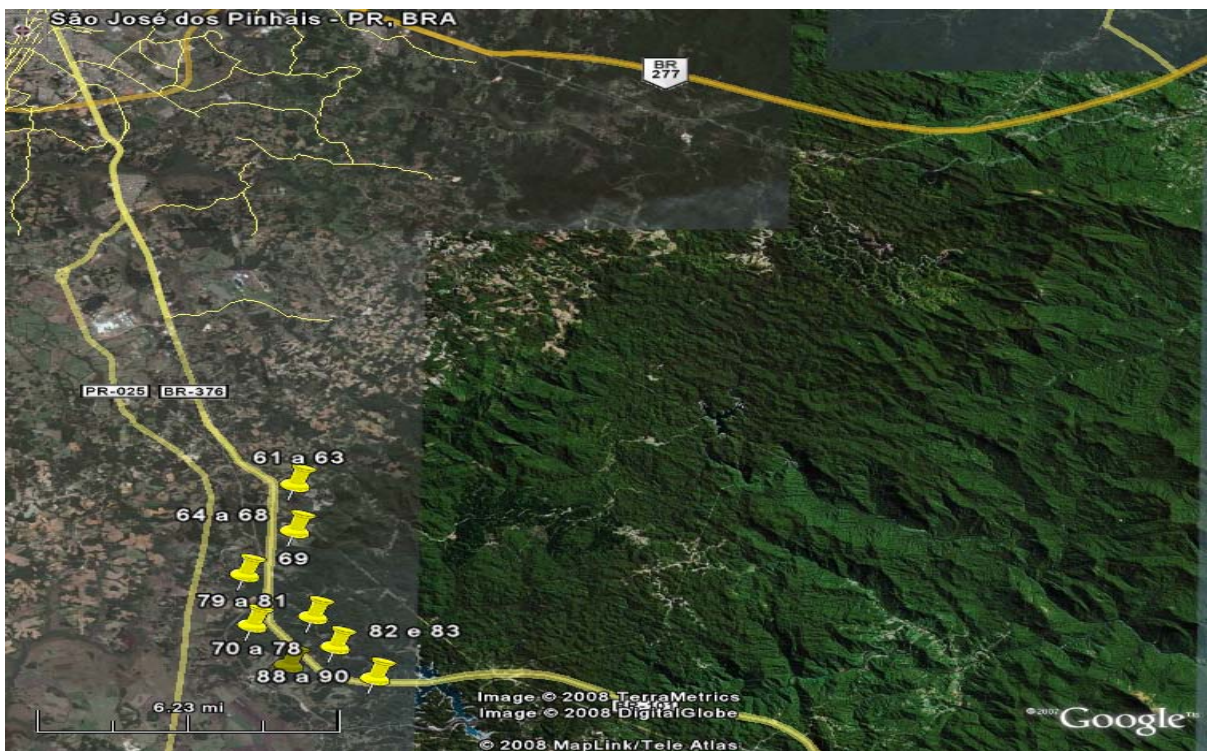 São José dos Pinhais - PR, BRA
BR
277
PR-025
BR-376
61 a 63
64 a 68
69
79 a 81
82 e 83
70 a 78
88 a 90
6.23 mi
Image © 2008 TerraMetrics
Image © 2008 DigitalGlobe
© 2008 MapLink/Tele Atlas
©2007 Google™